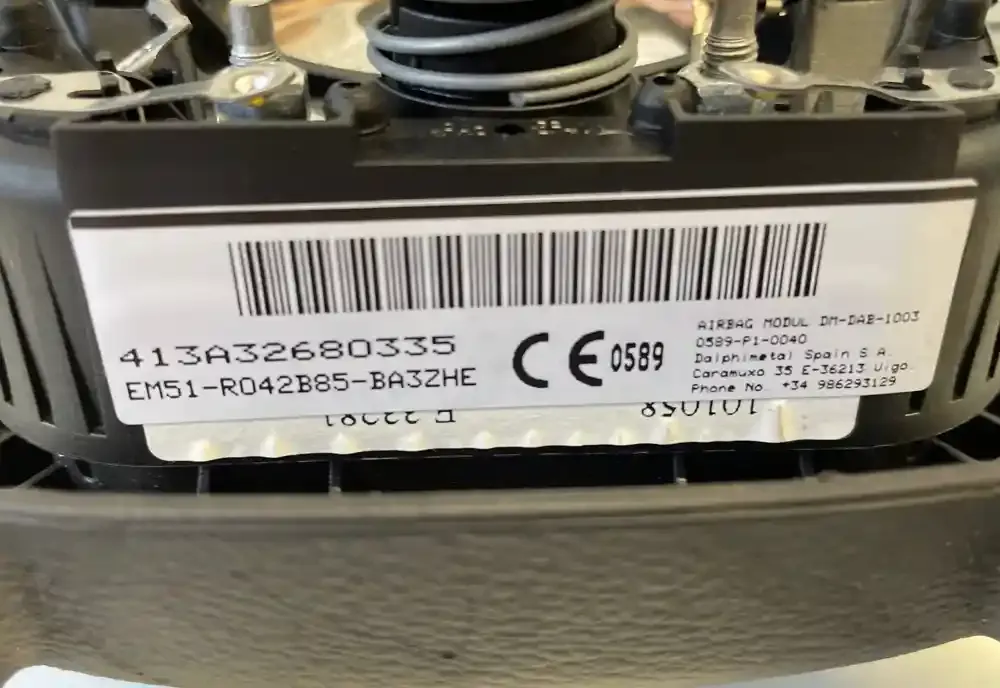 413A32680335
EM51-R042B85-BA3ZHE
CE 0589
AIRBAG MODUL DM-DAB-1003
0589-P1-0040
Dalphimetal Spain S.A.
Caramuxo 35 E-36213 Vigo.
Phone No. +34 986293129
101058